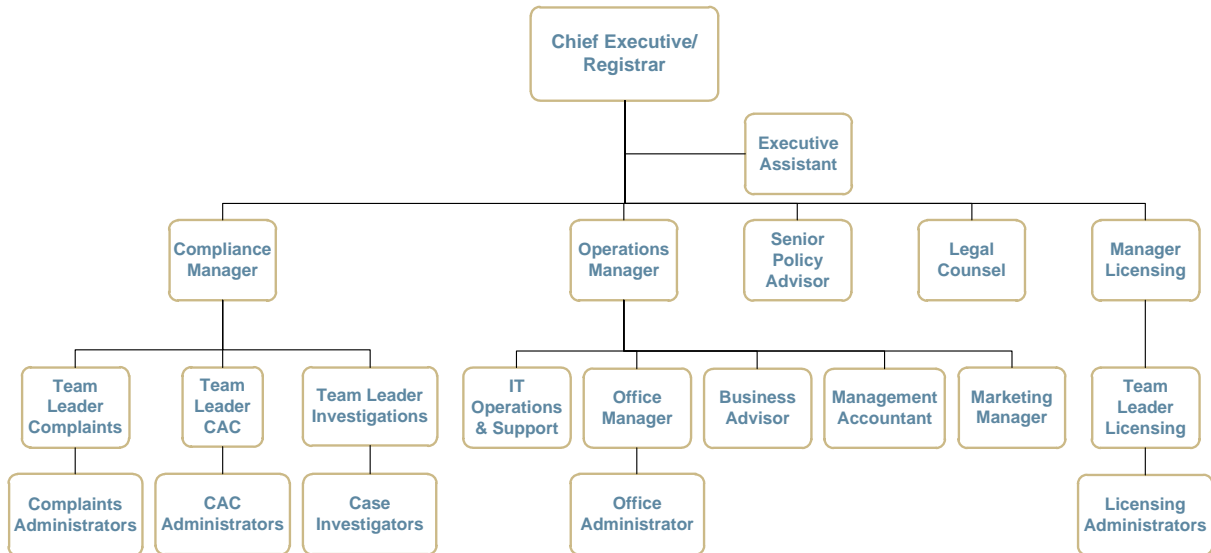 Chief Executive/
Registrar
Executive
Assistant
Compliance
Manager
Operations
Manager
Senior
Policy
Advisor
Legal
Counsel
Manager
Licensing
Team
Leader
Complaints
Team
Leader
CAC
Team Leader
Investigations
IT
Operations
& Support
Office
Manager
Business
Advisor
Management
Accountant
Marketing
Manager
Team
Leader
Licensing
Complaints
Administrators
CAC
Administrators
Case
Investigators
Office
Administrator
Licensing
Administrators